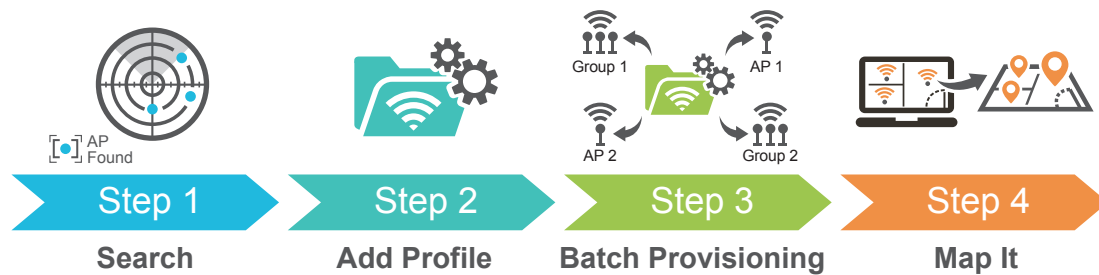 AP
Found
Group 1
AP 1
AP 2
Group 2
Step 1
Step 2
Step 3
Step 4
Search
Add Profile
Batch Provisioning
Map It